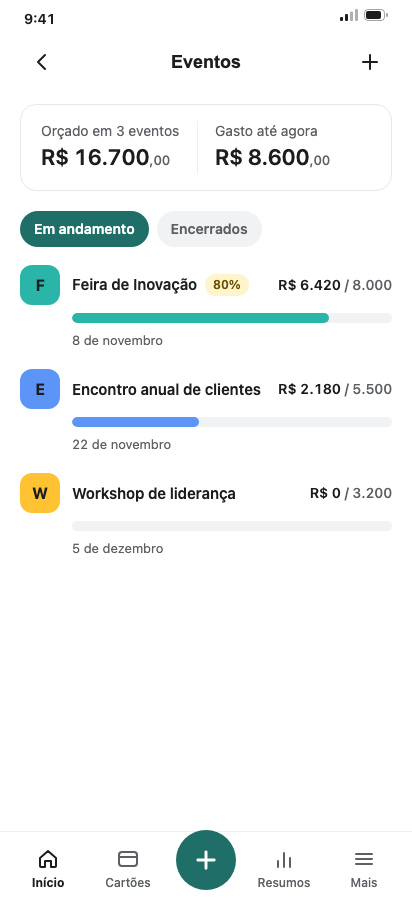 9:41
Eventos
Orçado em 3 eventos
R$ 16.700,00
Gasto até agora
R$ 8.600,00
Em andamento
Encerrados
F
Feira de Inovação
80%
R$ 6.420 / 8.000
8 de novembro
E
Encontro anual de clientes
R$ 2.180 / 5.500
22 de novembro
W
Workshop de liderança
R$ 0 / 3.200
5 de dezembro
Início
Cartões
Resumos
Mais